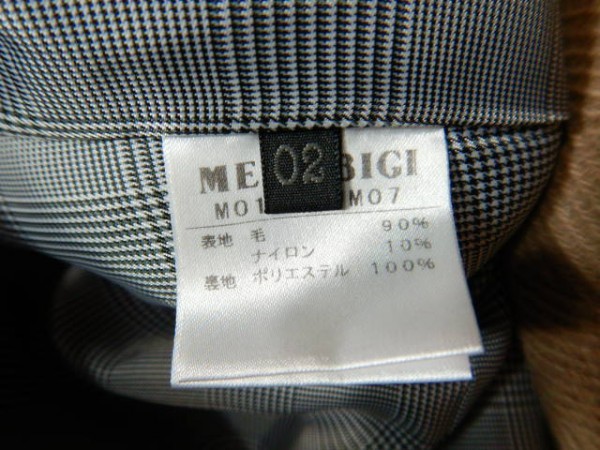 02
ME BIGI
M01 M07
表地 毛 90%
ナイロン 10%
裏地 ポリエステル 100%